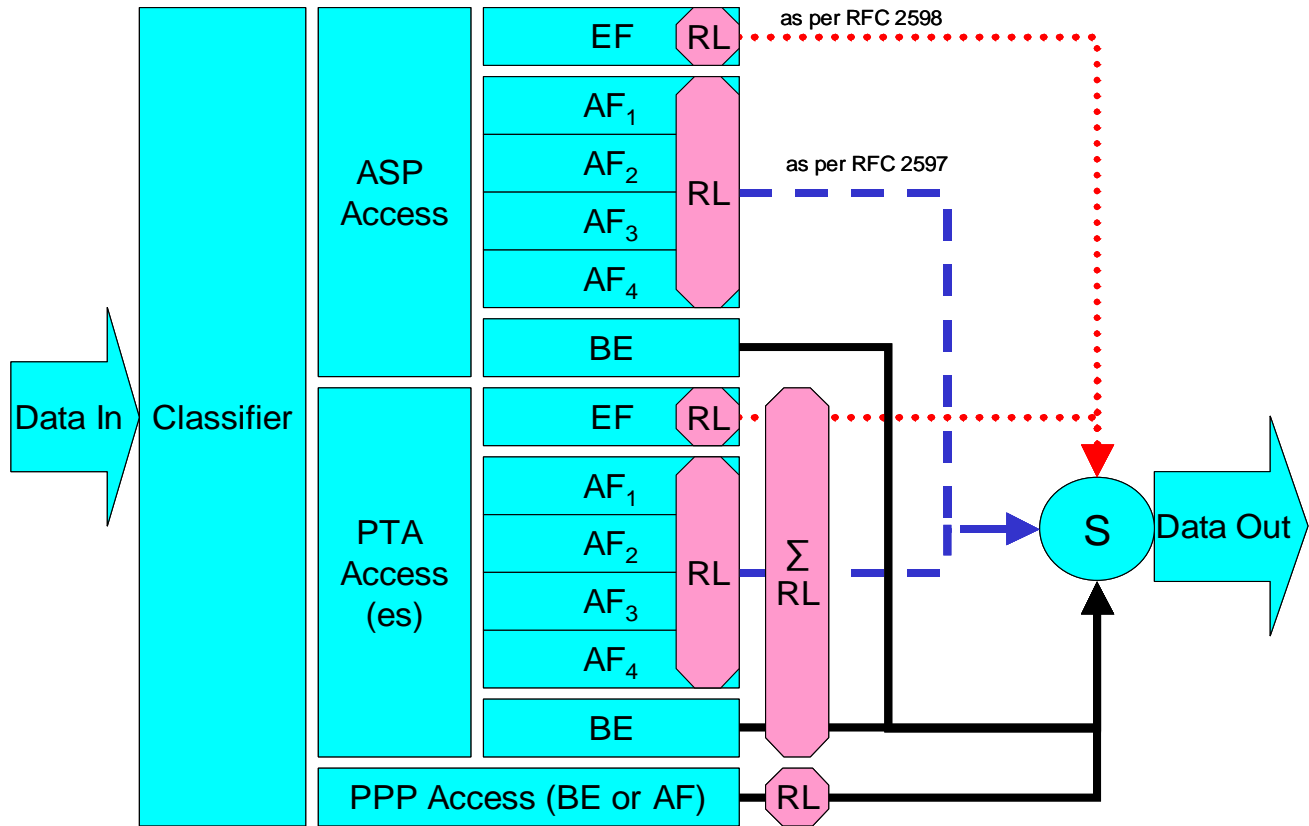 as per RFC 2598
EF
RL
AF1
AF2
AF3
AF4
RL
as per RFC 2597
ASP
Access
BE
Data In
Classifier
EF
RL
AF1
AF2
AF3
AF4
RL
PTA
Access
(es)
Σ
RL
S
Data Out
BE
PPP Access (BE or AF)
RL